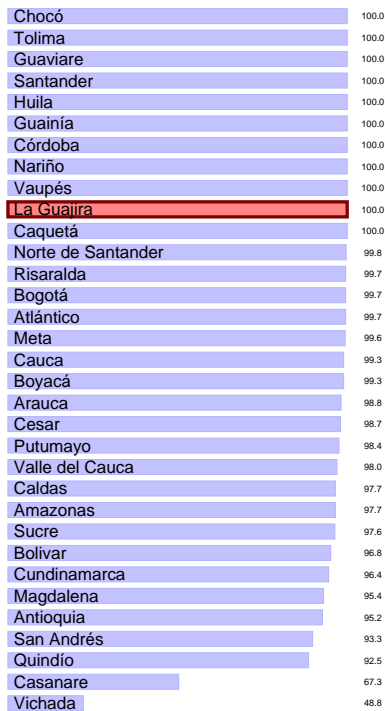 Chocó 100.0
Tolima 100.0
Guaviare 100.0
Santander 100.0
Huila 100.0
Guainía 100.0
Córdoba 100.0
Nariño 100.0
Vaupés 100.0
La Guajira 100.0
Caquetá 100.0
Norte de Santander 99.8
Risaralda 99.7
Bogotá 99.7
Atlántico 99.7
Meta 99.6
Cauca 99.3
Boyacá 99.3
Arauca 98.8
Cesar 98.7
Putumayo 98.4
Valle del Cauca 98.0
Caldas 97.7
Amazonas 97.7
Sucre 97.6
Bolivar 96.8
Cundinamarca 96.4
Magdalena 95.4
Antioquia 95.2
San Andrés 93.3
Quindío 92.5
Casanare 67.3
Vichada 48.8